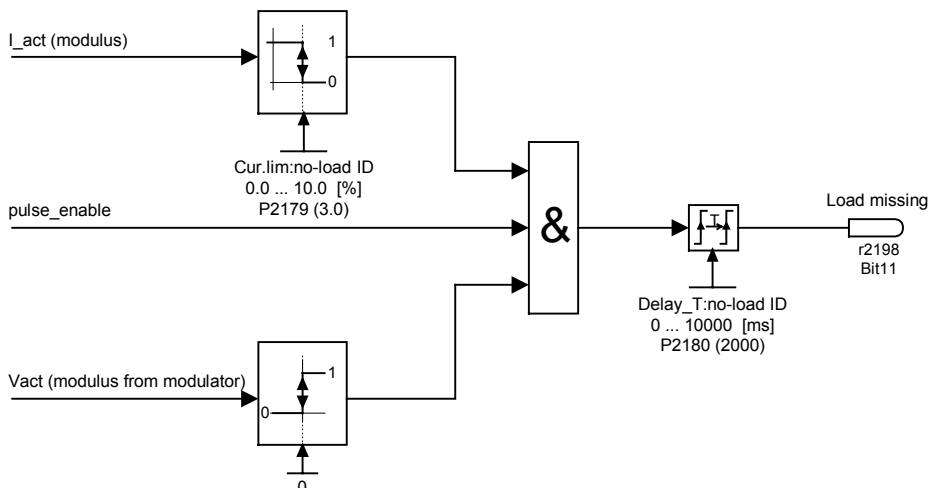 I_act (modulus)
1
0
Cur.lim:no-load ID
0.0 ... 10.0 [%]
P2179 (3.0)
pulse_enable
&
T
Load missing
r2198
Bit11
Delay_T:no-load ID
0 ... 10000 [ms]
P2180 (2000)
Vact (modulus from modulator)
1
0
0